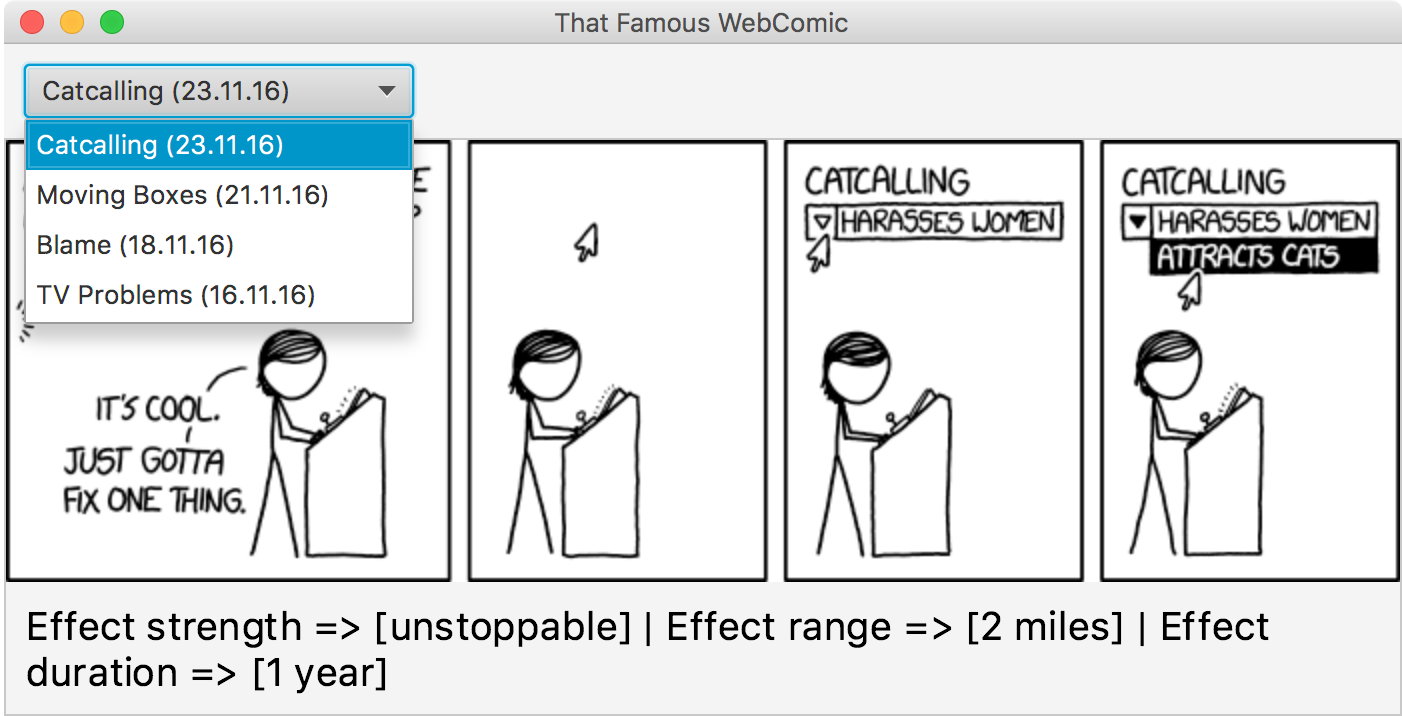 That Famous WebComic
Catcalling (23.11.16)
Catcalling (23.11.16)
Moving Boxes (21.11.16)
Blame (18.11.16)
TV Problems (16.11.16)
IT'S COOL.
JUST GOTTA
FIX ONE THING.
CATCALLING
HARASSES WOMEN
CATCALLING
HARASSES WOMEN
ATTRACTS CATS
Effect strength => [unstoppable] | Effect range => [2 miles] | Effect
duration => [1 year]